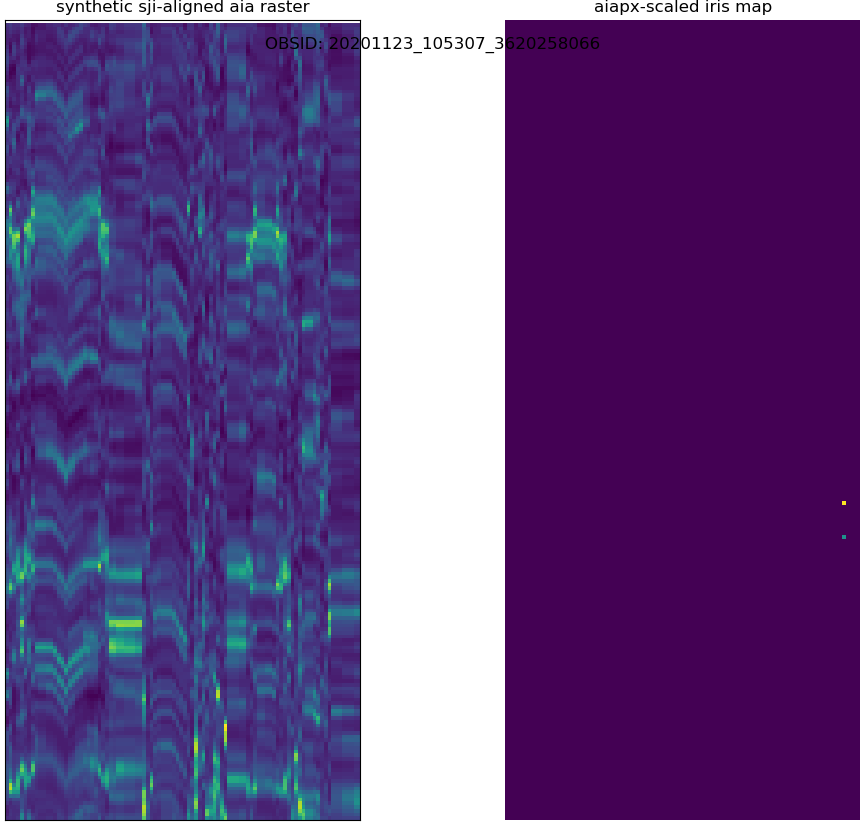 synthetic sji-aligned aia raster
aiapx-scaled iris map
OBSID: 20201123_105307_3620258066